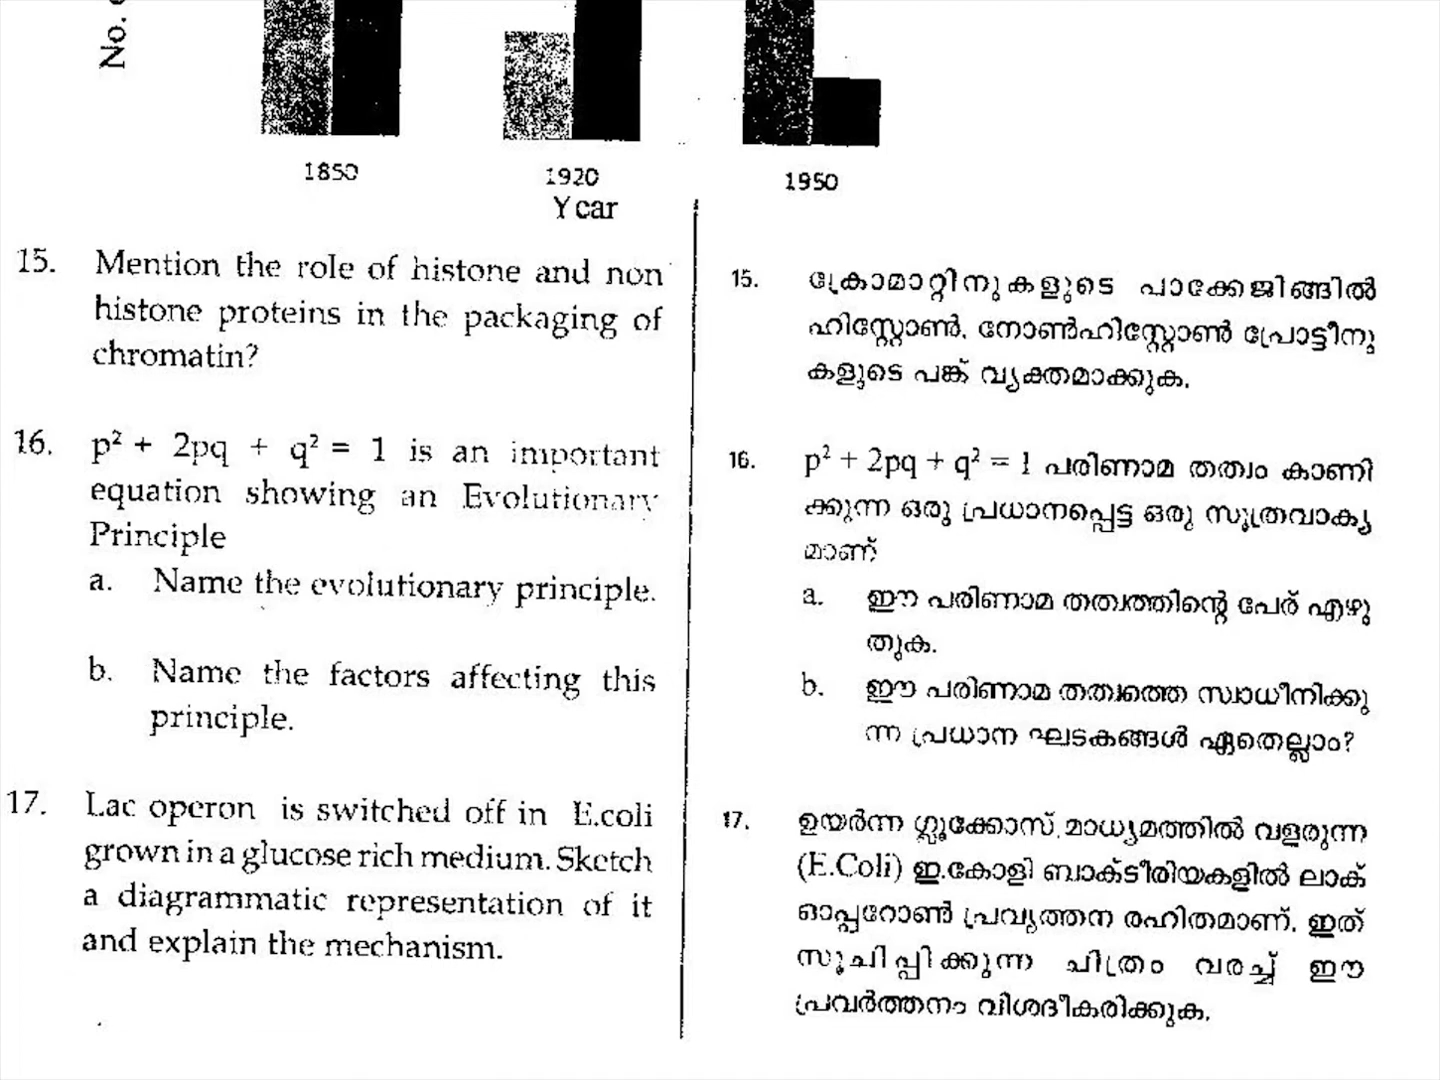 No.
1850
1920
1950
Year
15. Mention the role of histone and non
histone proteins in the packaging of
chromatin?
16. p² + 2pq + q² = 1 is an important
equation showing an Evolutionary
Principle
a. Name the evolutionary principle.
b. Name the factors affecting this
principle.
17. Lac operon is switched off in E.coli
grown in a glucose rich medium. Sketch
a diagrammatic representation of it
and explain the mechanism.
15. ക്രോമാറ്റിനുകളുടെ പാക്കേജിങ്ങിൽ
ഹിസ്റ്റോൺ, നോൺഹിസ്റ്റോൺ പ്രോട്ടീനു
കളുടെ പങ്ക് വ്യക്തമാക്കുക.
16. p² + 2pq + q² = 1 പരിണാമ തത്വം കാണി
ക്കുന്ന ഒരു പ്രധാനപ്പെട്ട ഒരു സൂത്രവാക്യ
മാണ്
a. ഈ പരിണാമ തത്വത്തിന്റെ പേര് എഴു
തുക.
b. ഈ പരിണാമ തത്വത്തെ സ്വാധീനിക്കു
ന്ന പ്രധാന ഘടകങ്ങൾ ഏതെല്ലാം?
17. ഉയർന്ന ഗ്ലൂക്കോസ് മാധ്യമത്തിൽ വളരുന്ന
(E.Coli) ഇ.കോളി ബാക്ടീരിയകളിൽ ലാക്
ഓപ്പറോൺ പ്രവൃത്തന രഹിതമാണ്. ഇത്
സൂചിപ്പിക്കുന്ന ചിത്രം വരച്ച് ഈ
പ്രവർത്തനം വിശദീകരിക്കുക.